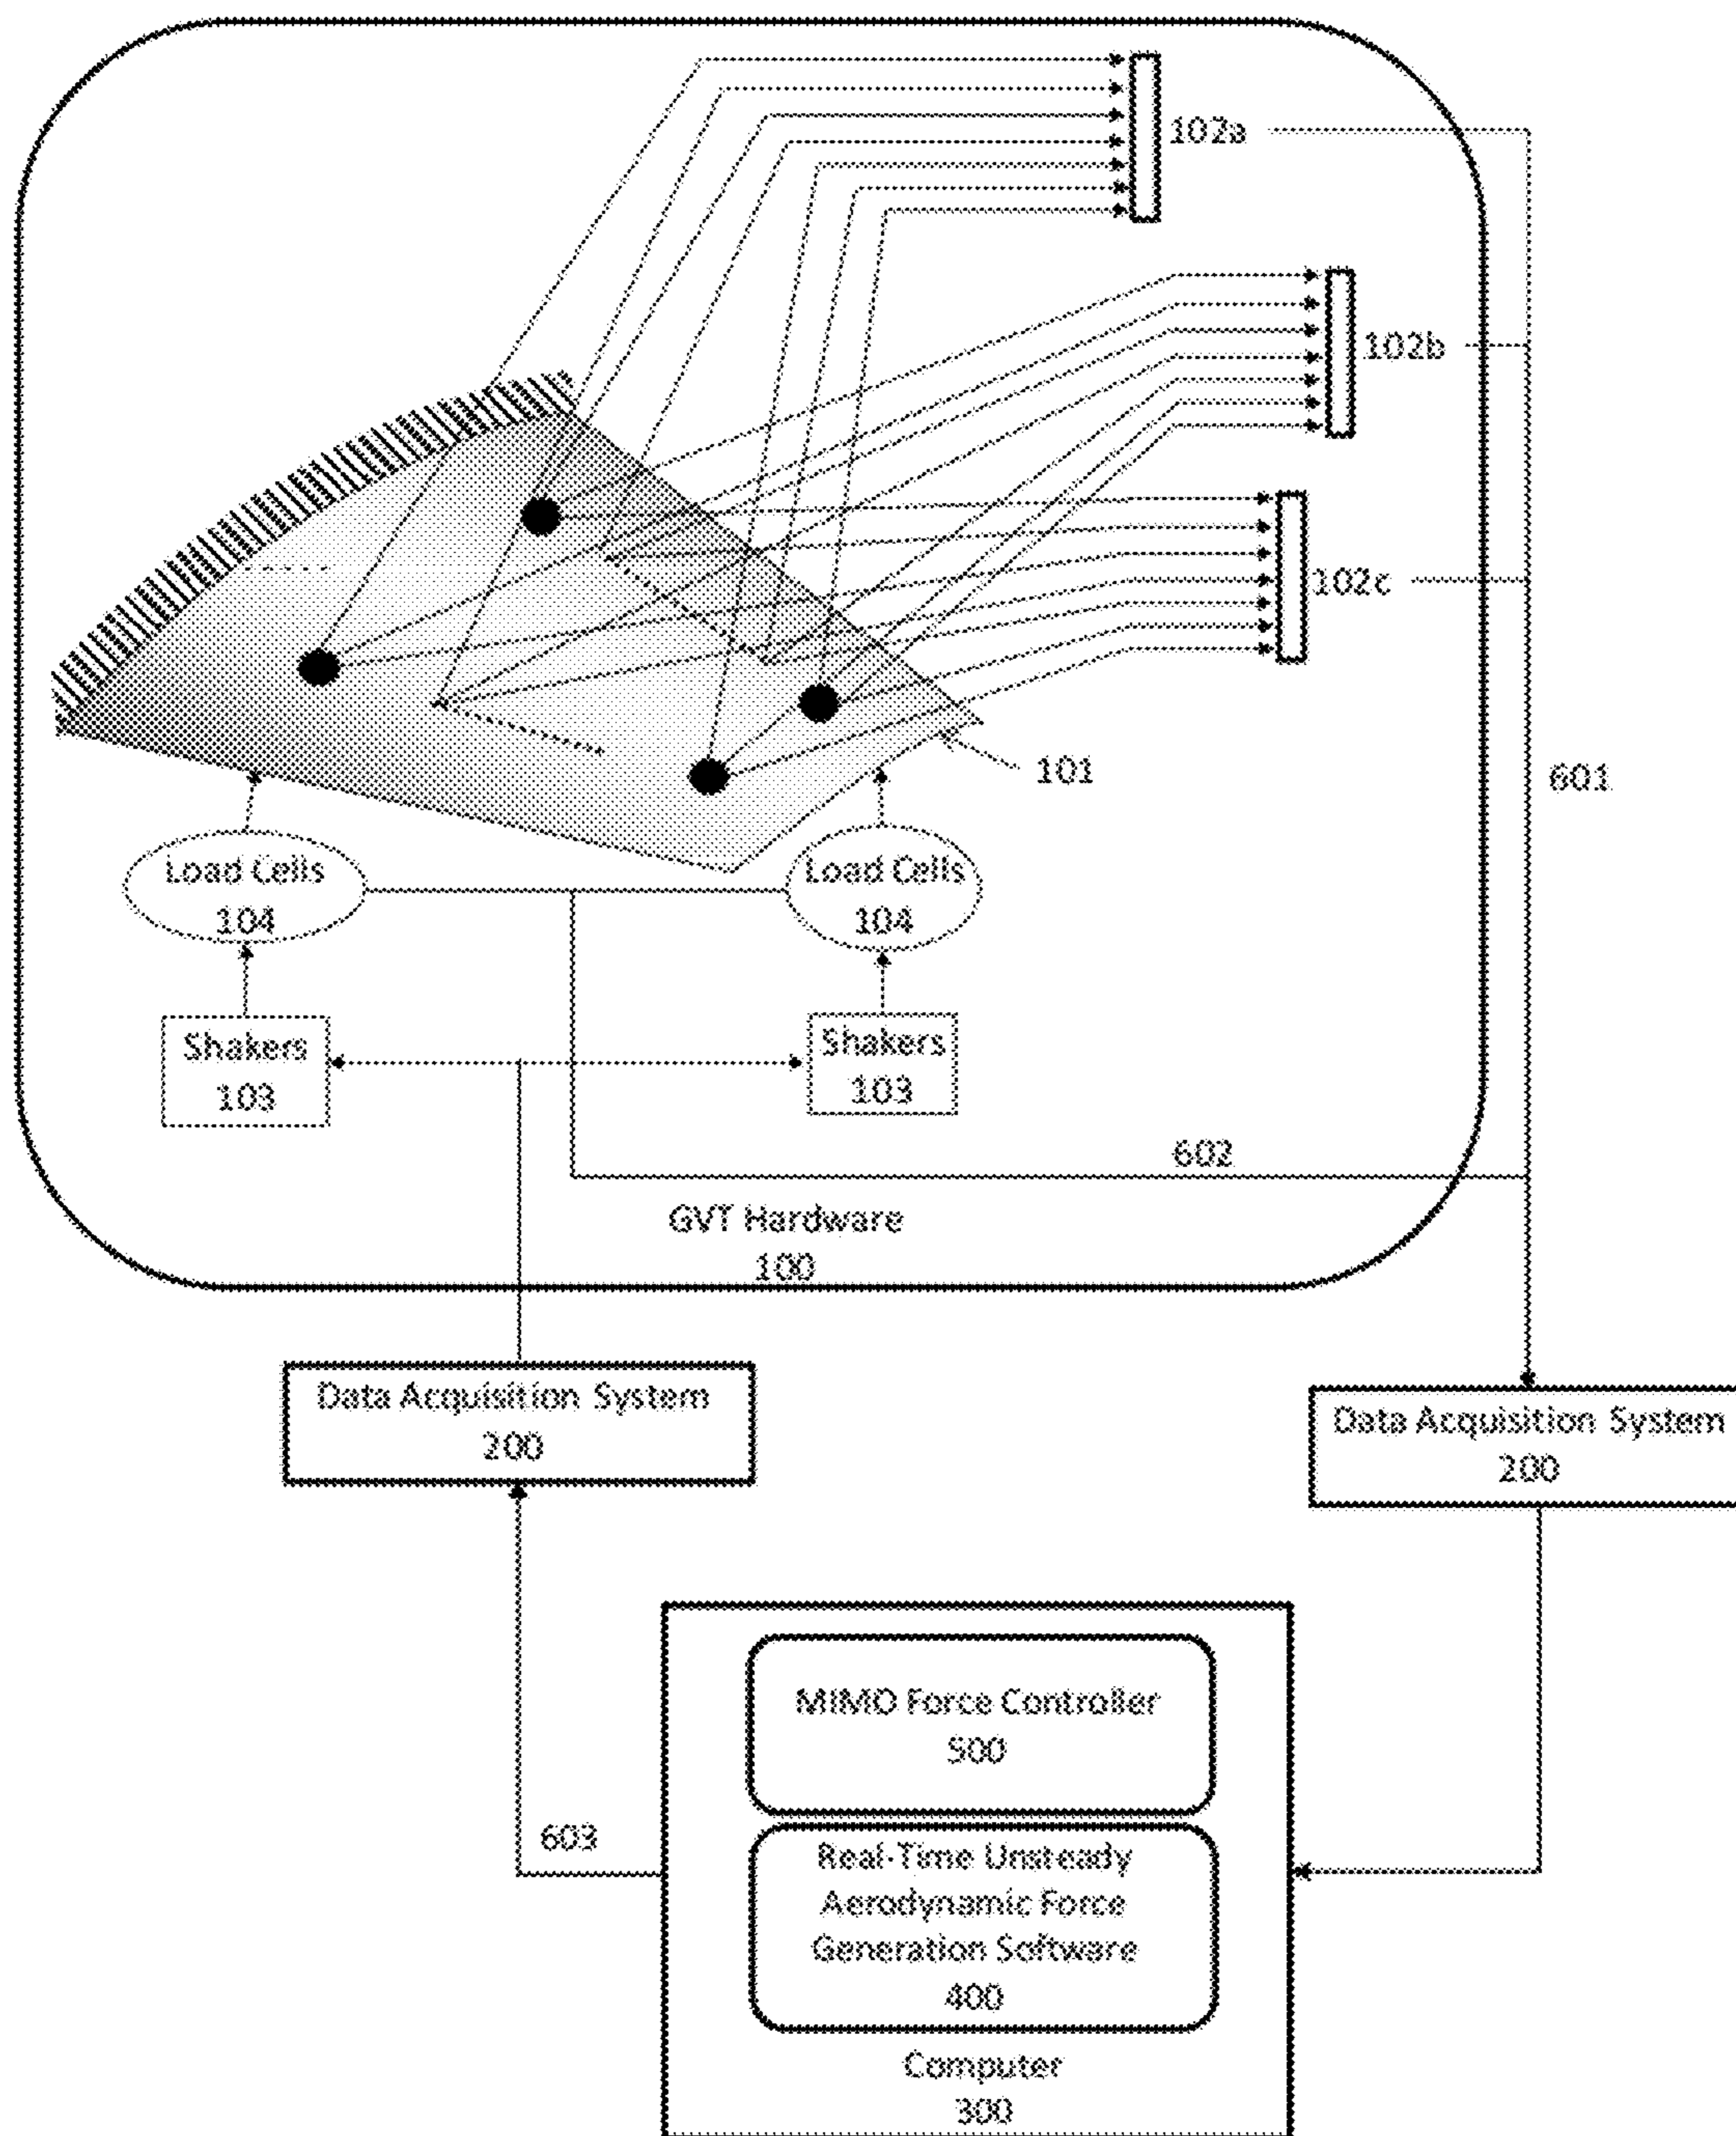 102a
102b
102c
101
601
Load Cells
104
Load Cells
104
Shakers
103
Shakers
103
602
GVT Hardware
100
Data Acquisition System
200
Data Acquisition System
200
MIMO Force Controller
500
603
Real-Time Unsteady
Aerodynamic Force
Generation Software
400
Computer
300